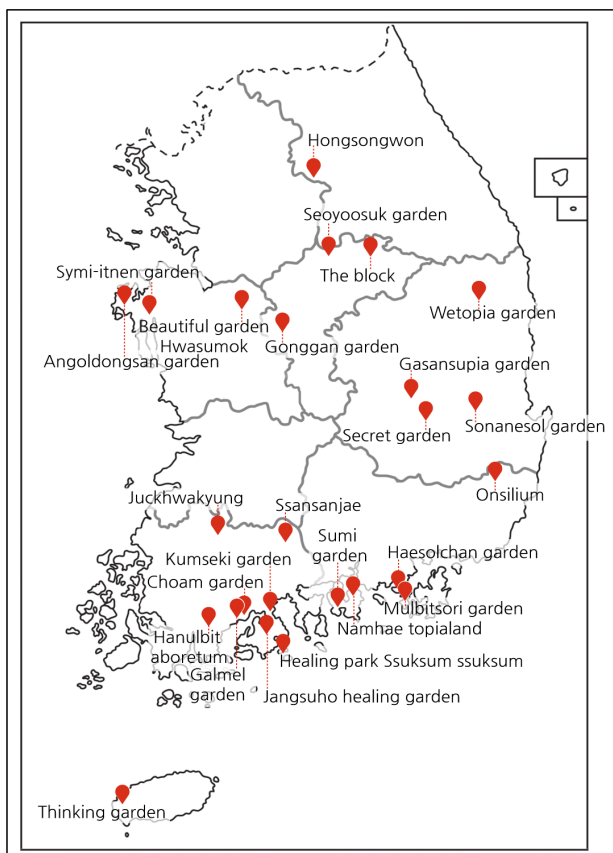 Hongsongwon
Seoyoosuk garden
The block
Symi-itnen garden
Wetopia garden
Beautiful garden
Hwasumok
Gonggan garden
Angoldongsan garden
Gasansupia garden
Secret garden
Sonanesol garden
Onsilium
Juckhwakyung
Ssansanjae
Sumi
garden
Haesolchan garden
Kumseki garden
Choam garden
Mulbitsori garden
Namhae topialand
Hanulbit
aboretum
Healing park Ssuksum ssuksum
Galmel
garden
Jangsuho healing garden
Thinking garden